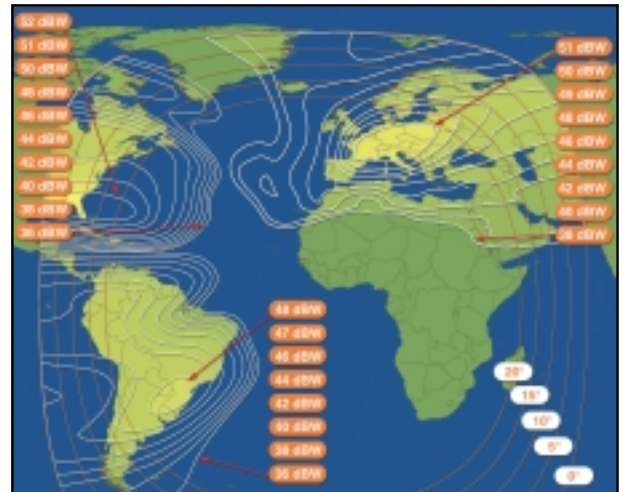 52 dBW
51 dBW
50 dBW
48 dBW
46 dBW
44 dBW
42 dBW
40 dBW
38 dBW
36 dBW
51 dBW
50 dBW
49 dBW
48 dBW
46 dBW
44 dBW
42 dBW
40 dBW
38 dBW
48 dBW
47 dBW
46 dBW
44 dBW
42 dBW
40 dBW
38 dBW
36 dBW
20°
15°
10°
5°
0°